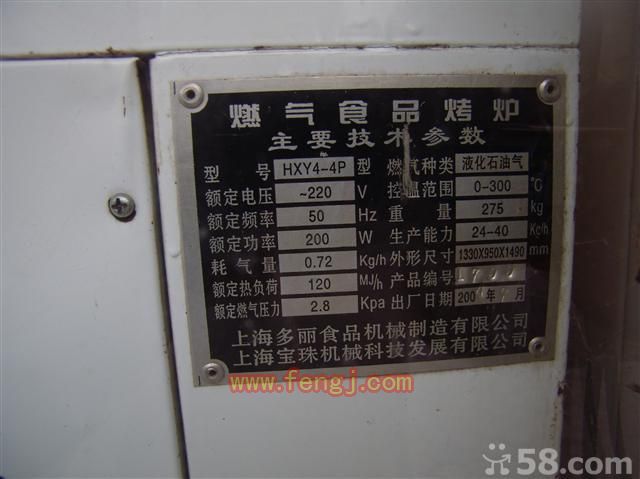 燃气食品烤炉
主要技术参数
型 号 HXY4-4P 型 燃气种类 液化石油气
额定电压 ~220 V 控温范围 0-300 ℃
额定频率 50 Hz 重 量 275 kg
额定功率 200 W 生产能力 24-40 Kg/h
耗气量 0.72 Kg/h 外形尺寸 1330X950X1490 mm
额定热负荷 120 MJ/h 产品编号
额定燃气压力 2.8 Kpa 出厂日期 200 年 月
上海多丽食品机械制造有限公司
上海宝珠机械科技发展有限公司
www.fengj.com
58.com